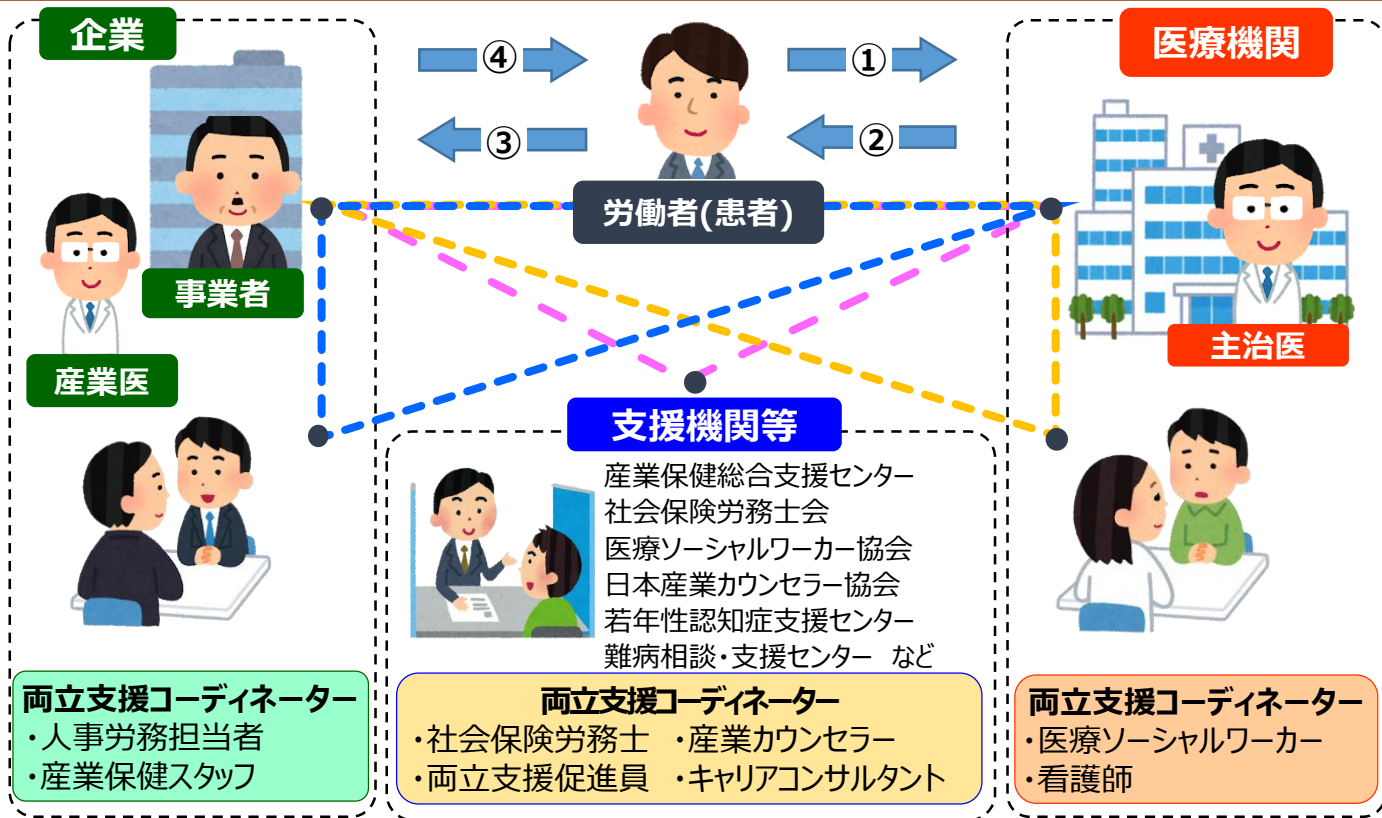 企業
④
①
医療機関
③
②
労働者(患者)
事業者
主治医
産業医
支援機関等
産業保健総合支援センター
社会保険労務士会
医療ソーシャルワーカー協会
日本産業カウンセラー協会
若年性認知症支援センター
難病相談・支援センター など
両立支援コーディネーター
・人事労務担当者
・産業保健スタッフ
両立支援コーディネーター
・社会保険労務士 ・産業カウンセラー
・両立支援促進員 ・キャリアコンサルタント
両立支援コーディネーター
・医療ソーシャルワーカー
・看護師